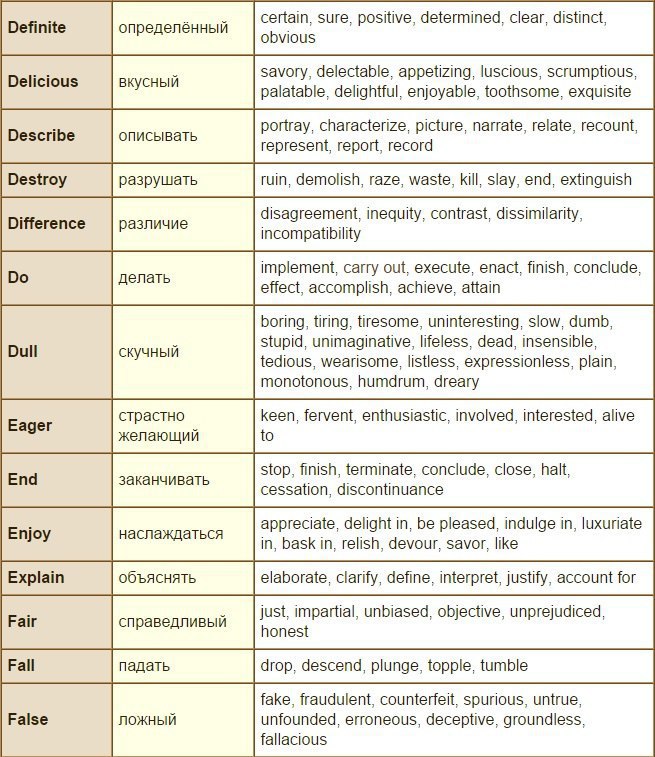 Definite
определённый
certain, sure, positive, determined, clear, distinct,
obvious
Delicious
вкусный
savory, delectable, appetizing, luscious, scrumptious,
palatable, delightful, enjoyable, toothsome, exquisite
Describe
описывать
portray, characterize, picture, narrate, relate, recount,
represent, report, record
Destroy
разрушать
ruin, demolish, raze, waste, kill, slay, end, extinguish
Difference
различие
disagreement, inequity, contrast, dissimilarity,
incompatibility
Do
делать
implement, carry out, execute, enact, finish, conclude,
effect, accomplish, achieve, attain
Dull
скучный
boring, tiring, tiresome, uninteresting, slow, dumb,
stupid, unimaginative, lifeless, dead, insensible,
tedious, wearisome, listless, expressionless, plain,
monotonous, humdrum, dreary
Eager
страстно
желающий
keen, fervent, enthusiastic, involved, interested, alive
to
End
заканчивать
stop, finish, terminate, conclude, close, halt,
cessation, discontinuance
Enjoy
наслаждаться
appreciate, delight in, be pleased, indulge in, luxuriate
in, bask in, relish, devour, savor, like
Explain
объяснять
elaborate, clarify, define, interpret, justify, account for
Fair
справедливый
just, impartial, unbiased, objective, unprejudiced,
honest
Fall
падать
drop, descend, plunge, topple, tumble
False
ложный
fake, fraudulent, counterfeit, spurious, untrue,
unfounded, erroneous, deceptive, groundless,
fallacious